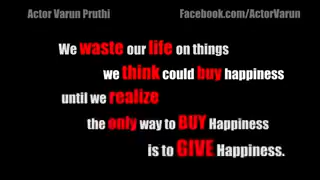 Actor Varun Pruthi Facebook.com/ActorVarun
We waste our life on things
we think could buy happiness
until we realize
the only way to BUY Happiness
is to GIVE Happiness.